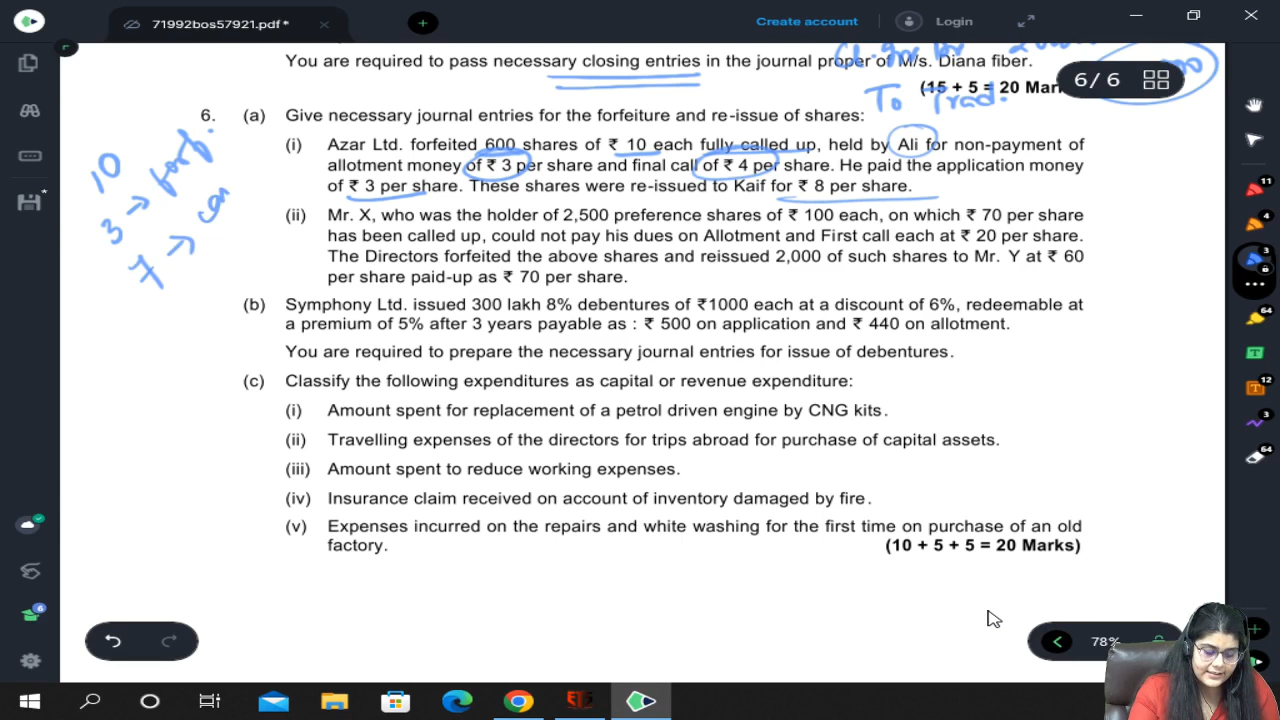 71992bos57921.pdf*
Create account
Login
You are required to pass necessary closing entries in the journal proper of M/s. Diana fiber.
(15 + 5 = 20 Mar
To Trad.
6/6
6. (a) Give necessary journal entries for the forfeiture and re-issue of shares:
(i) Azar Ltd. forfeited 600 shares of ₹ 10 each fully called up, held by Ali for non-payment of
allotment money of ₹ 3 per share and final call of ₹ 4 per share. He paid the application money
of ₹ 3 per share. These shares were re-issued to Kaif for ₹ 8 per share.
10
3 → forf.
7 →
(ii) Mr. X, who was the holder of 2,500 preference shares of ₹ 100 each, on which ₹ 70 per share
has been called up, could not pay his dues on Allotment and First call each at ₹ 20 per share.
The Directors forfeited the above shares and reissued 2,000 of such shares to Mr. Y at ₹ 60
per share paid-up as ₹ 70 per share.
(b) Symphony Ltd. issued 300 lakh 8% debentures of ₹1000 each at a discount of 6%, redeemable at
a premium of 5% after 3 years payable as : ₹ 500 on application and ₹ 440 on allotment.
You are required to prepare the necessary journal entries for issue of debentures.
(c) Classify the following expenditures as capital or revenue expenditure:
(i) Amount spent for replacement of a petrol driven engine by CNG kits.
(ii) Travelling expenses of the directors for trips abroad for purchase of capital assets.
(iii) Amount spent to reduce working expenses.
(iv) Insurance claim received on account of inventory damaged by fire.
(v) Expenses incurred on the repairs and white washing for the first time on purchase of an old
factory. (10 + 5 + 5 = 20 Marks)
78%
11
4
3
64
12
3
64
6